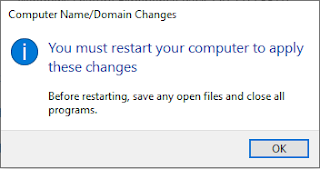 Computer Name/Domain Changes
You must restart your computer to apply
these changes
Before restarting, save any open files and close all
programs.
OK